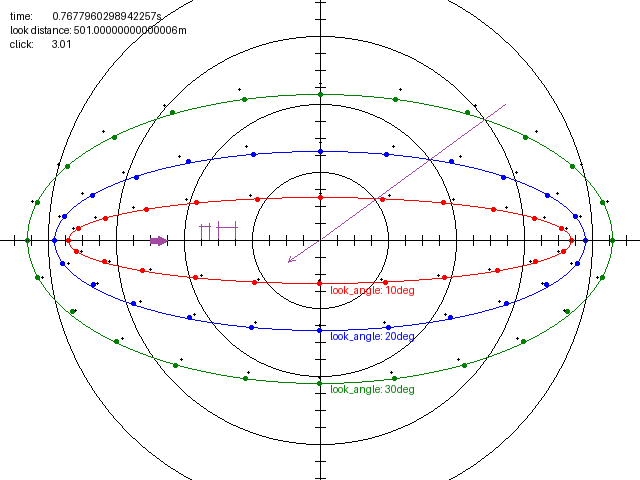 time: 0.7677960298942257s
look distance: 501.00000000000006m
click: 3.01
look_angle: 10deg
look_angle: 20deg
look_angle: 30deg